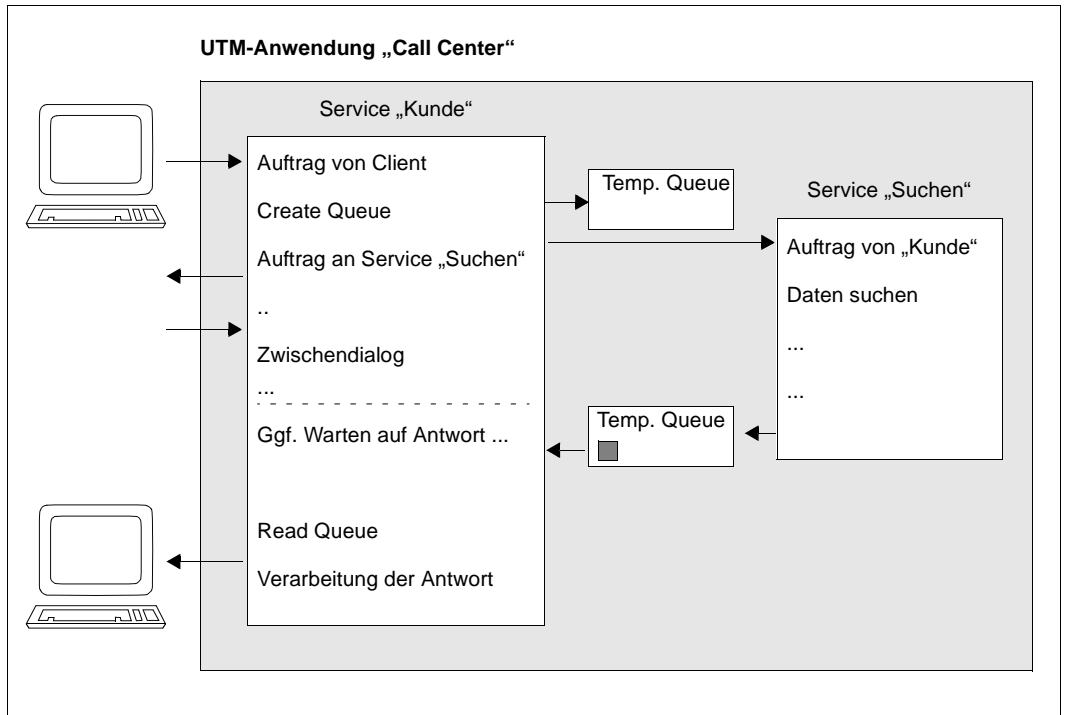 UTM-Anwendung „Call Center“
Service „Kunde“
Auftrag von Client
Create Queue
Auftrag an Service „Suchen“
..
Zwischendialog
...
Ggf. Warten auf Antwort ...
Read Queue
Verarbeitung der Antwort
Temp. Queue
Temp. Queue
Service „Suchen“
Auftrag von „Kunde“
Daten suchen
...
...